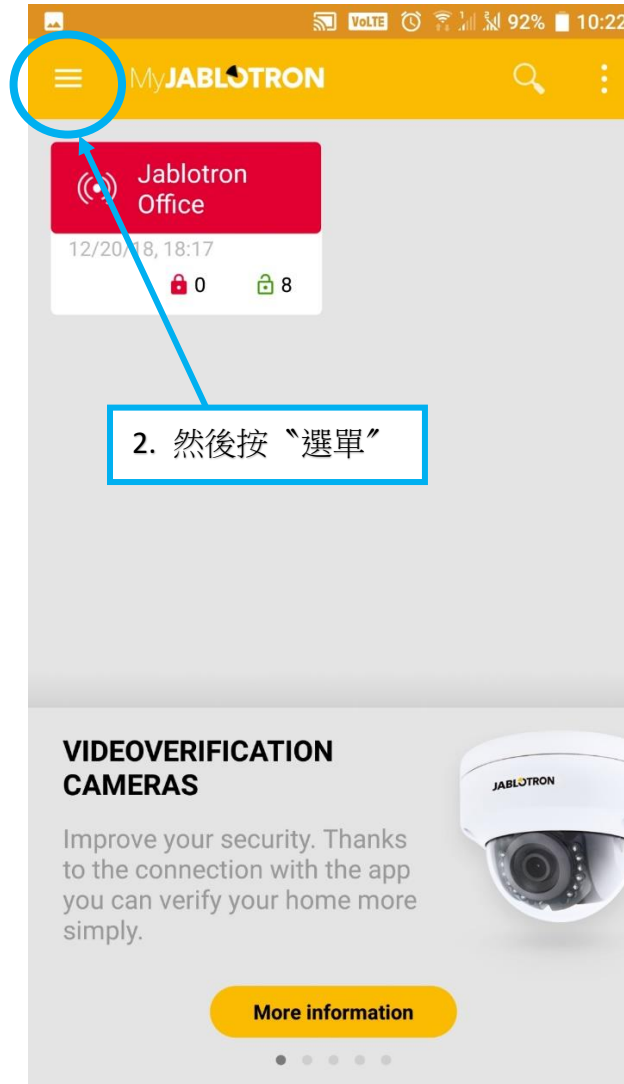 VoLTE 92% 10:22
MyJABLOTRON
Jablotron
Office
12/20/18, 18:17
0 8
2. 然後按〝選單〞
VIDEOVERIFICATION
CAMERAS
JABLOTRON
Improve your security. Thanks
to the connection with the app
you can verify your home more
simply.
More information